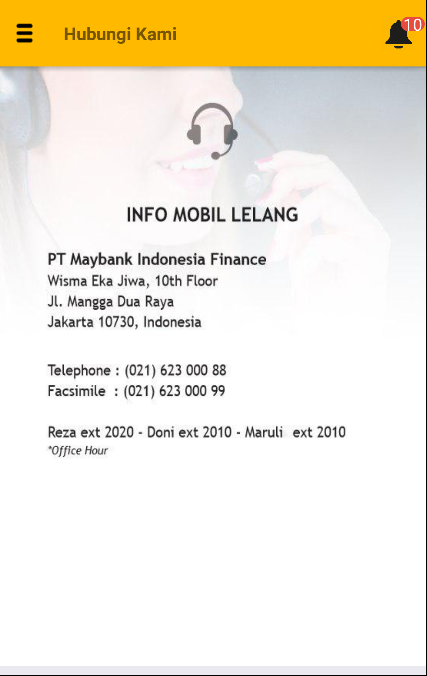 Hubungi Kami
10
INFO MOBIL LELANG
PT Maybank Indonesia Finance
Wisma Eka Jiwa, 10th Floor
Jl. Mangga Dua Raya
Jakarta 10730, Indonesia
Telephone : (021) 623 000 88
Facsimile : (021) 623 000 99
Reza ext 2020 - Doni ext 2010 - Maruli ext 2010
*Office Hour